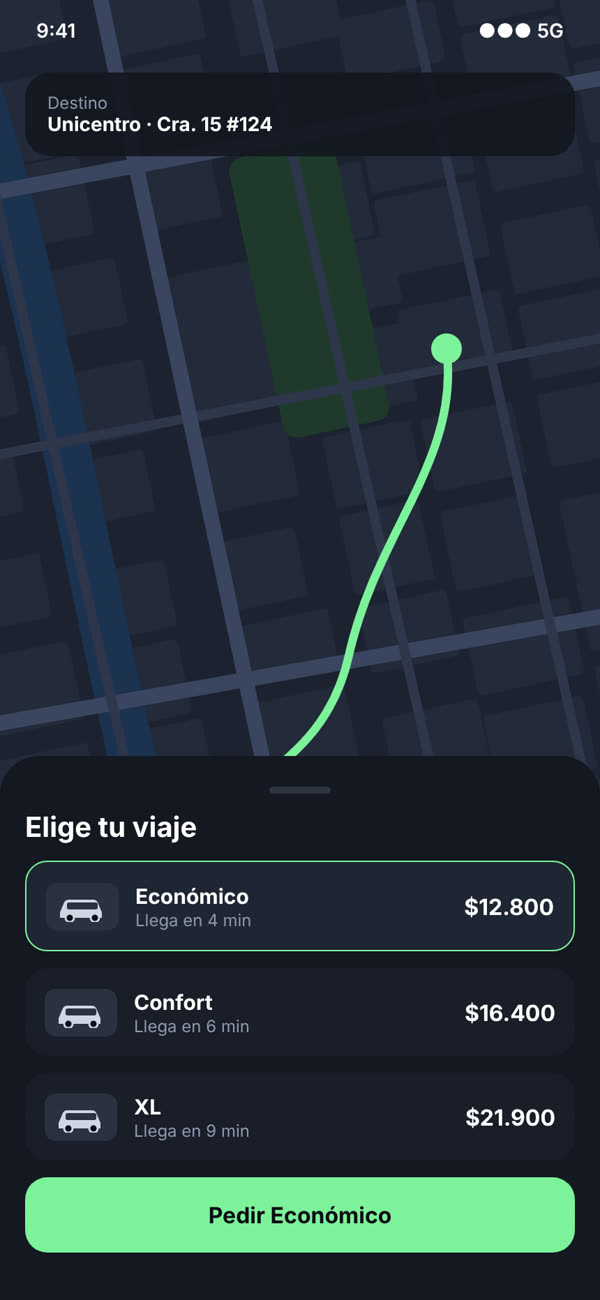 9:41
5G
Destino
Unicentro · Cra. 15 #124
Elige tu viaje
Económico
Llega en 4 min
$12.800
Confort
Llega en 6 min
$16.400
XL
Llega en 9 min
$21.900
Pedir Económico